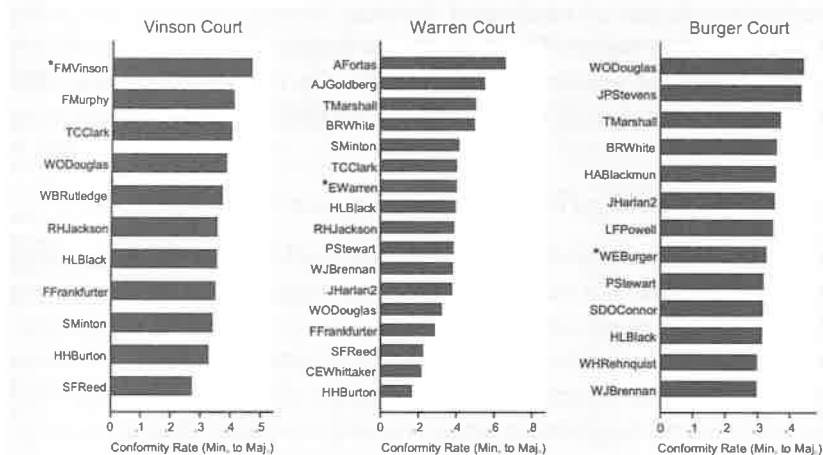 Vinson Court
*FMVinson
FMurphy
TCClark
WODouglas
WBRutledge
RHJackson
HLBlack
FFrankfurter
SMinton
HHBurton
SFReed
0 .1 .2 .3 .4 .5
Conformity Rate (Min. to Maj.)
Warren Court
AFortas
AJGoldberg
TMarshall
BRWhite
SMinton
TCClark
*EWarren
HLBlack
RHJackson
PStewart
WJBrennan
JHarlan2
WODouglas
FFrankfurter
SFReed
CEWhittaker
HHBurton
0 .2 .4 .6 .8
Conformity Rate (Min. to Maj.)
Burger Court
WODouglas
JPStevens
TMarshall
BRWhite
HABlackmun
JHarlan2
LFPowell
*WEBurger
PStewart
SDOConnor
HLBlack
WHRehnquist
WJBrennan
0 .1 .2 .3 .4
Conformity Rate (Min. to Maj.)